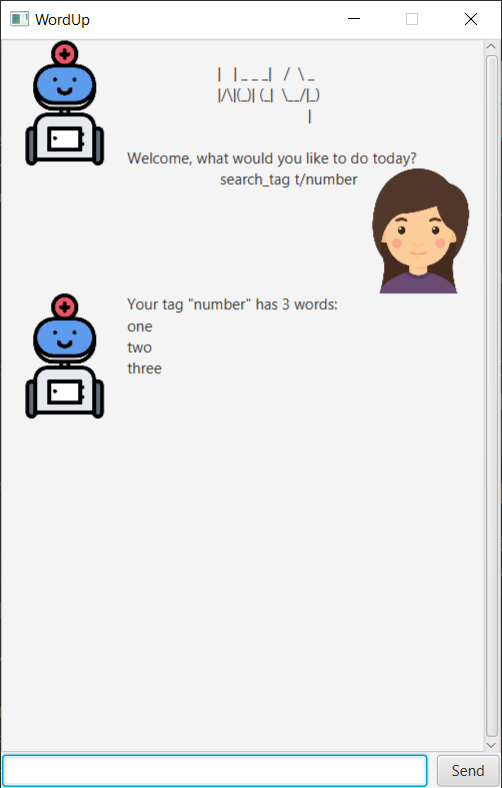 WordUp
|   | _ _ _|   /  \ _
|/\|(_)| (_|  \__/|_)
|
Welcome, what would you like to do today?
search_tag t/number
Your tag "number" has 3 words:
one
two
three
Send